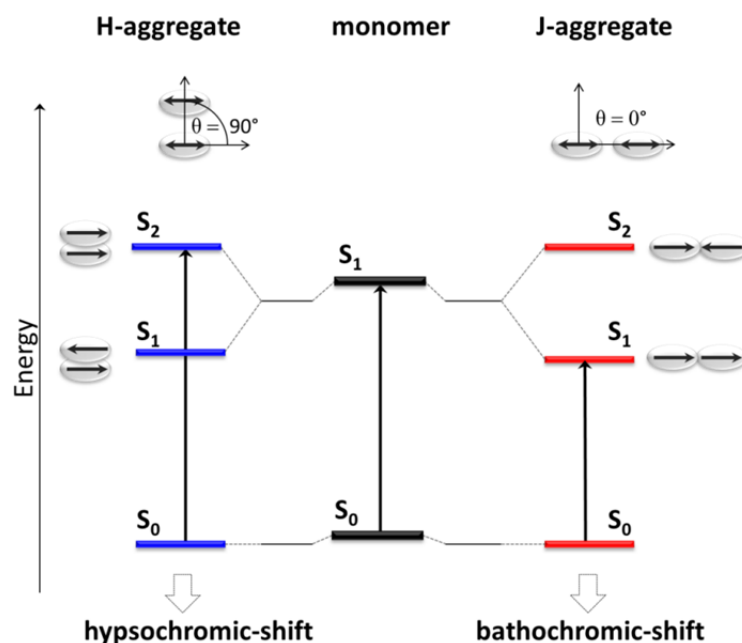 H-aggregate monomer J-aggregate
θ = 90°
θ = 0°
S₂ S₁ S₂
S₁ S₁
Energy
S₀ S₀ S₀
hypsochromic-shift bathochromic-shift